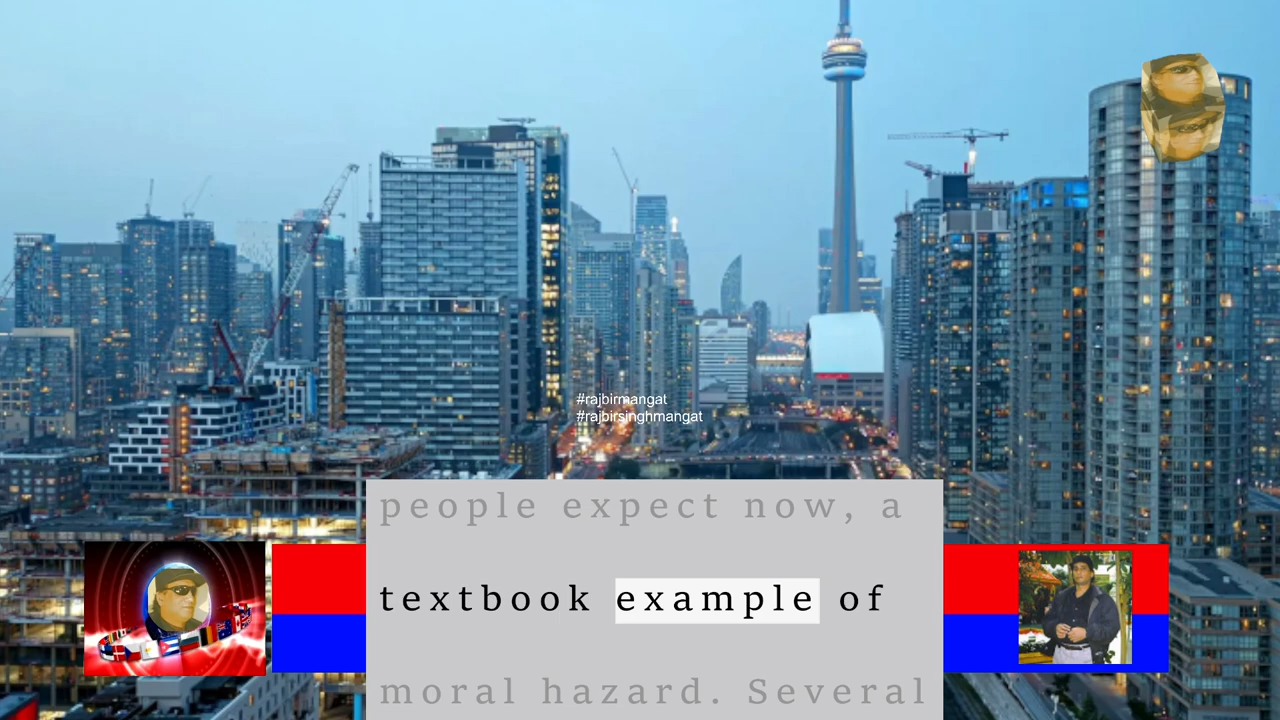 #rajbirmangat
#rajbirsinghmangat
people expect now, a
textbook example of
moral hazard. Several